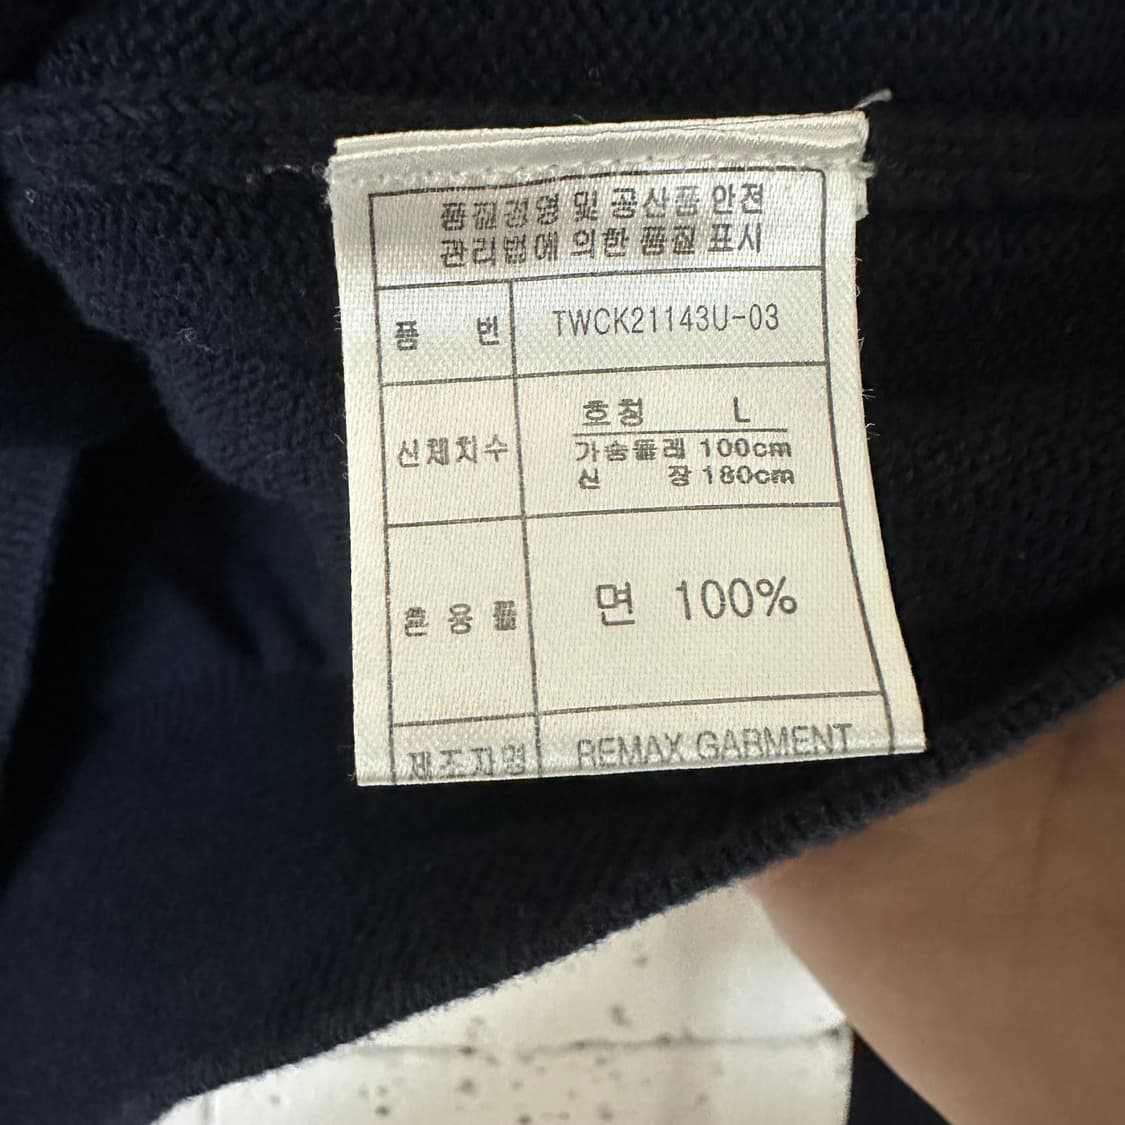 품질경영 및 공산품 안전
관리법에 의한 품질 표시
품 번 TWCK21143U-03
신체치수
호칭 L
가슴둘레 100cm
신 장 180cm
혼용률 면 100%
제조자명 REMAX GARMENT